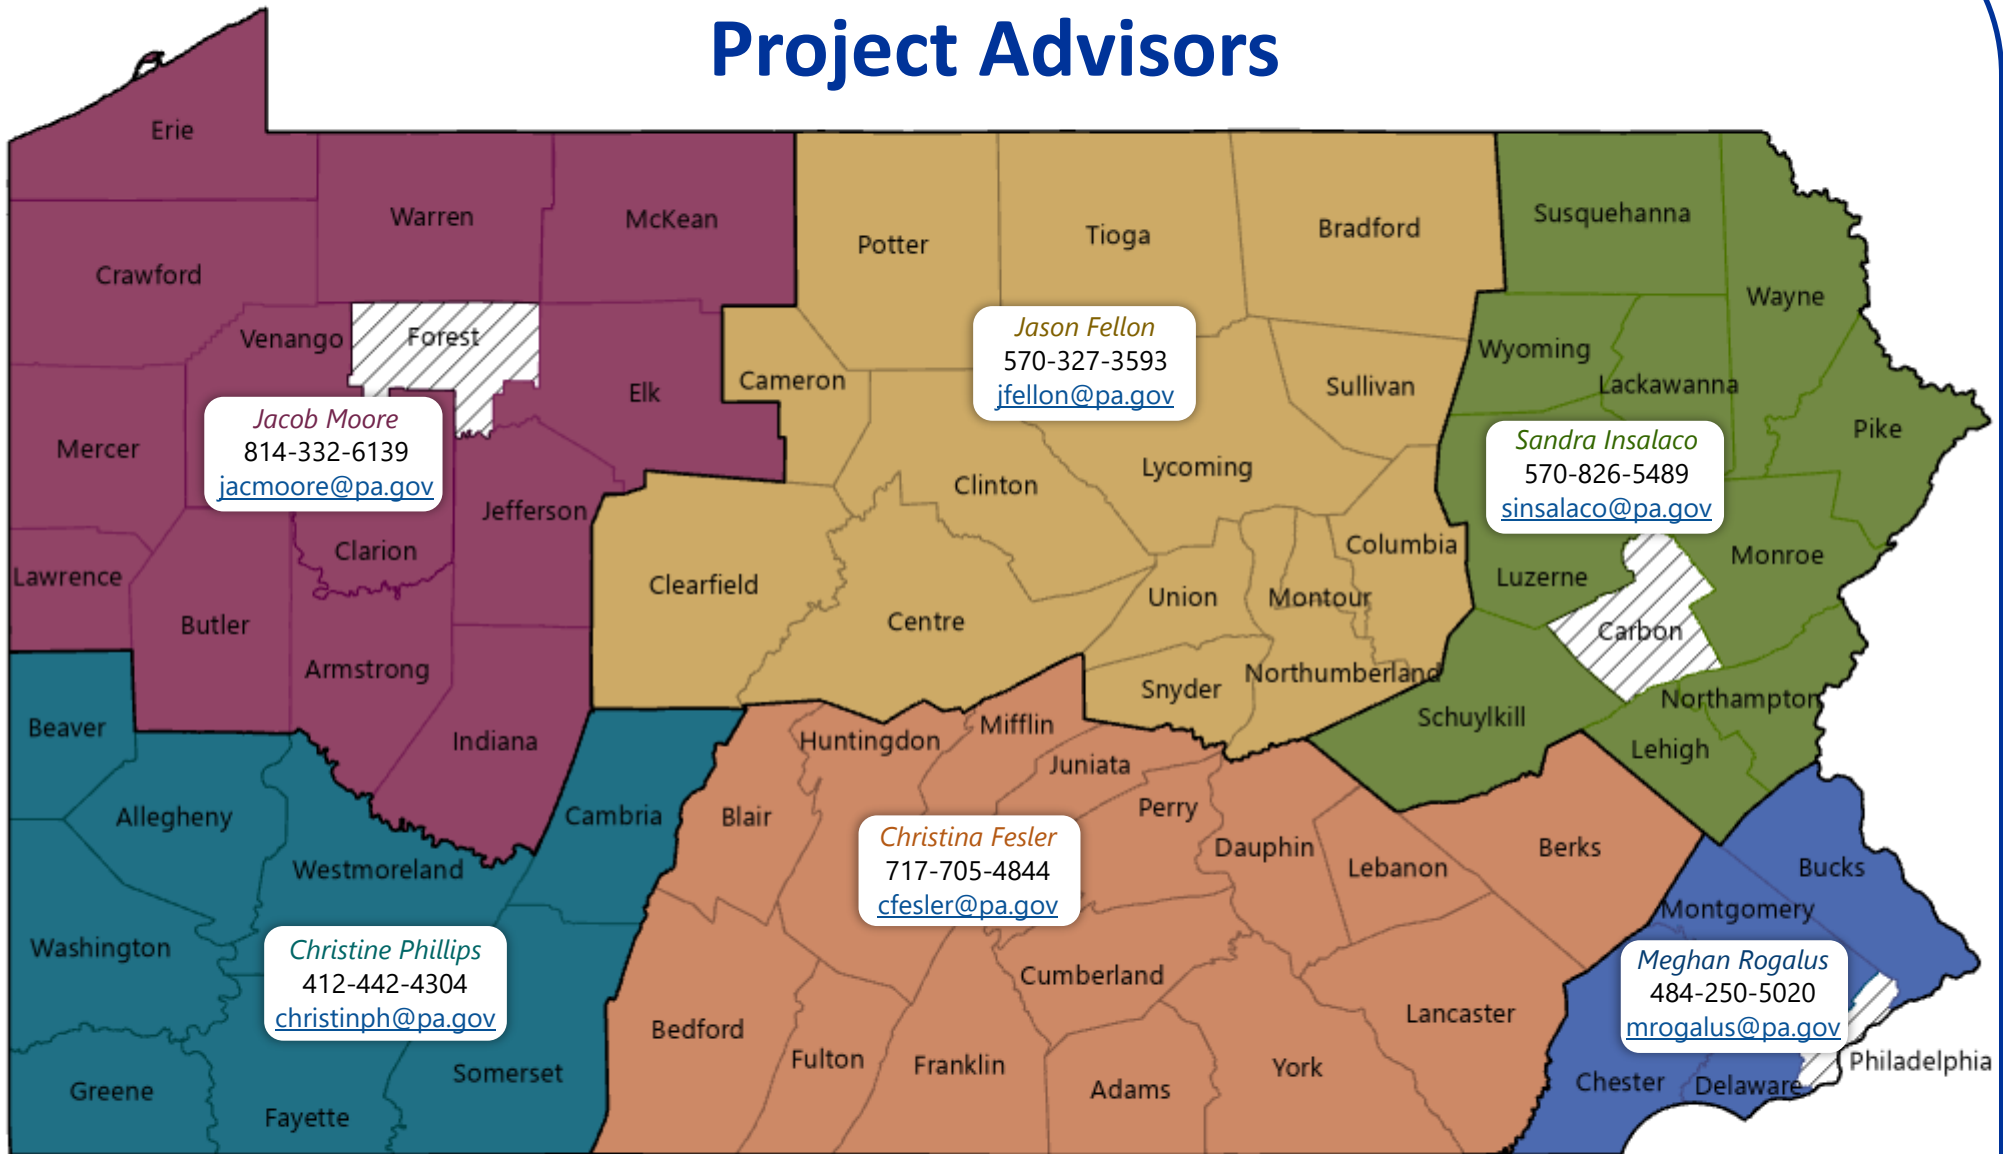 Project Advisors
Erie
Warren
McKean
Potter
Tioga
Bradford
Susquehanna
Crawford
Wayne
Venango
Forest
Elk
Cameron
Jason Fellon
570-327-3593
jfellon@pa.gov
Sullivan
Wyoming
Lackawanna
Pike
Mercer
Jacob Moore
814-332-6139
jacmoore@pa.gov
Jefferson
Clinton
Lycoming
Sandra Insalaco
570-826-5489
sinsalaco@pa.gov
Lawrence
Clarion
Clearfield
Columbia
Luzerne
Monroe
Butler
Centre
Union
Montour
Carbon
Armstrong
Snyder
Northumberland
Northampton
Beaver
Indiana
Huntingdon
Mifflin
Schuylkill
Lehigh
Juniata
Allegheny
Cambria
Blair
Perry
Westmoreland
Christina Fesler
717-705-4844
cfesler@pa.gov
Dauphin
Lebanon
Berks
Bucks
Montgomery
Washington
Christine Phillips
412-442-4304
christinph@pa.gov
Cumberland
Meghan Rogalus
484-250-5020
mrogalus@pa.gov
Bedford
Lancaster
Greene
Fayette
Somerset
Fulton
Franklin
Adams
York
Chester
Delaware
Philadelphia